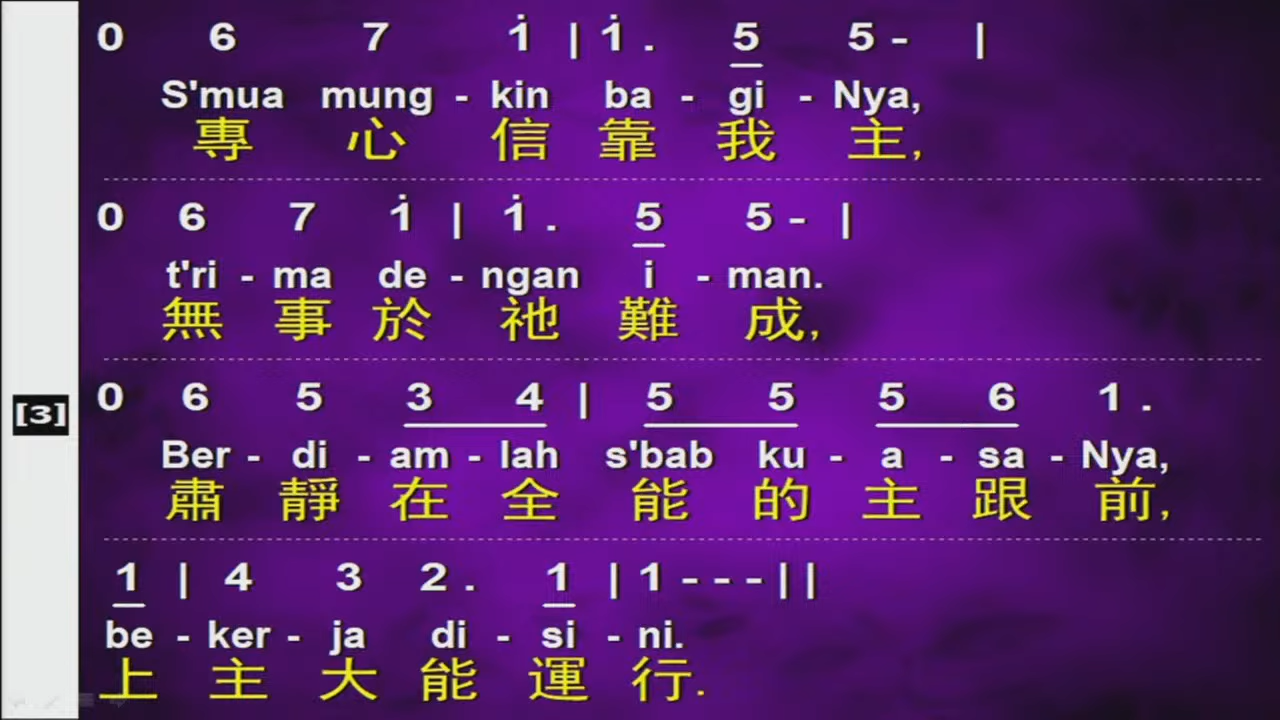 0 6 7 i̇ | i̇ . 5 5 - |
S'mua mung - kin ba - gi - Nya,
專 心 信 靠 我 主,
0 6 7 i̇ | i̇ . 5 5 - |
t'ri - ma de - ngan i - man.
無 事 於 祂 難 成,
0 6 5 3 4 | 5 5 5 6 1 .
[3]
Ber - di - am - lah s'bab ku - a - sa - Nya,
肅 靜 在 全 能 的 主 跟 前,
1 | 4 3 2 . 1 | 1 - - - | |
be - ker - ja di - si - ni.
上 主 大 能 運 行.